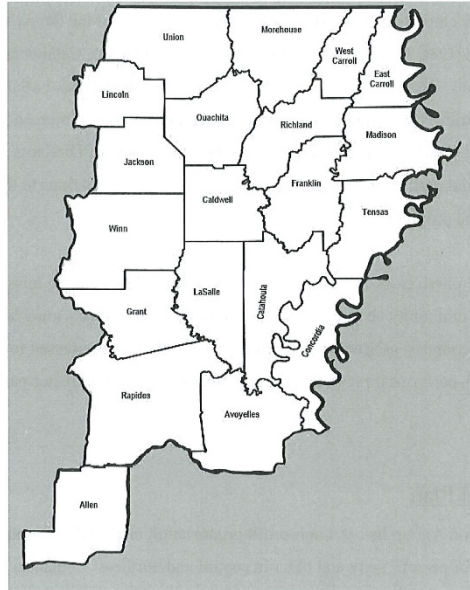 Union
Morehouse
West
Carroll
East
Carroll
Lincoln
Ouachita
Richland
Madison
Jackson
Franklin
Caldwell
Tensas
Winn
LaSalle
Catahoula
Grant
Concordia
Rapides
Avoyelles
Allen